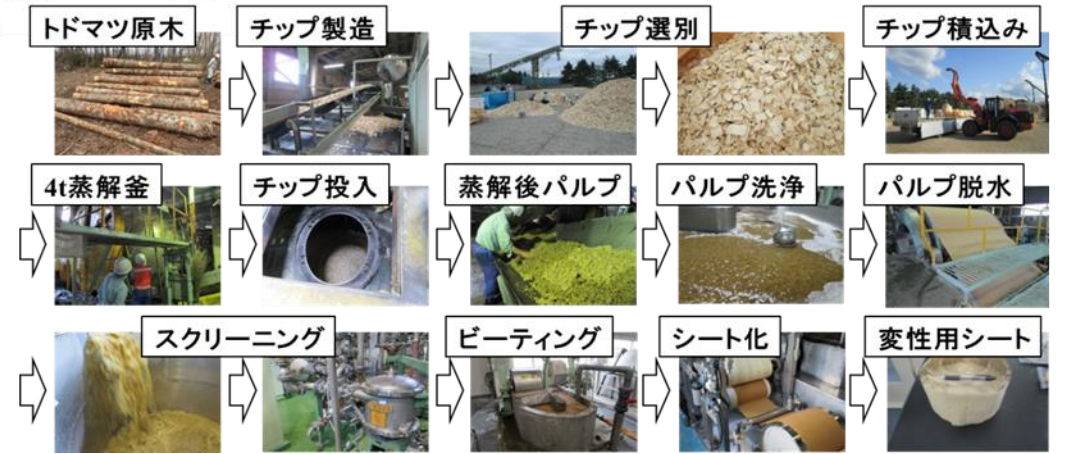 トドマツ原木
チップ製造
チップ選別
チップ積込み
4t蒸解釜
チップ投入
蒸解後パルプ
パルプ洗浄
パルプ脱水
スクリーニング
ビーティング
シート化
変性用シート